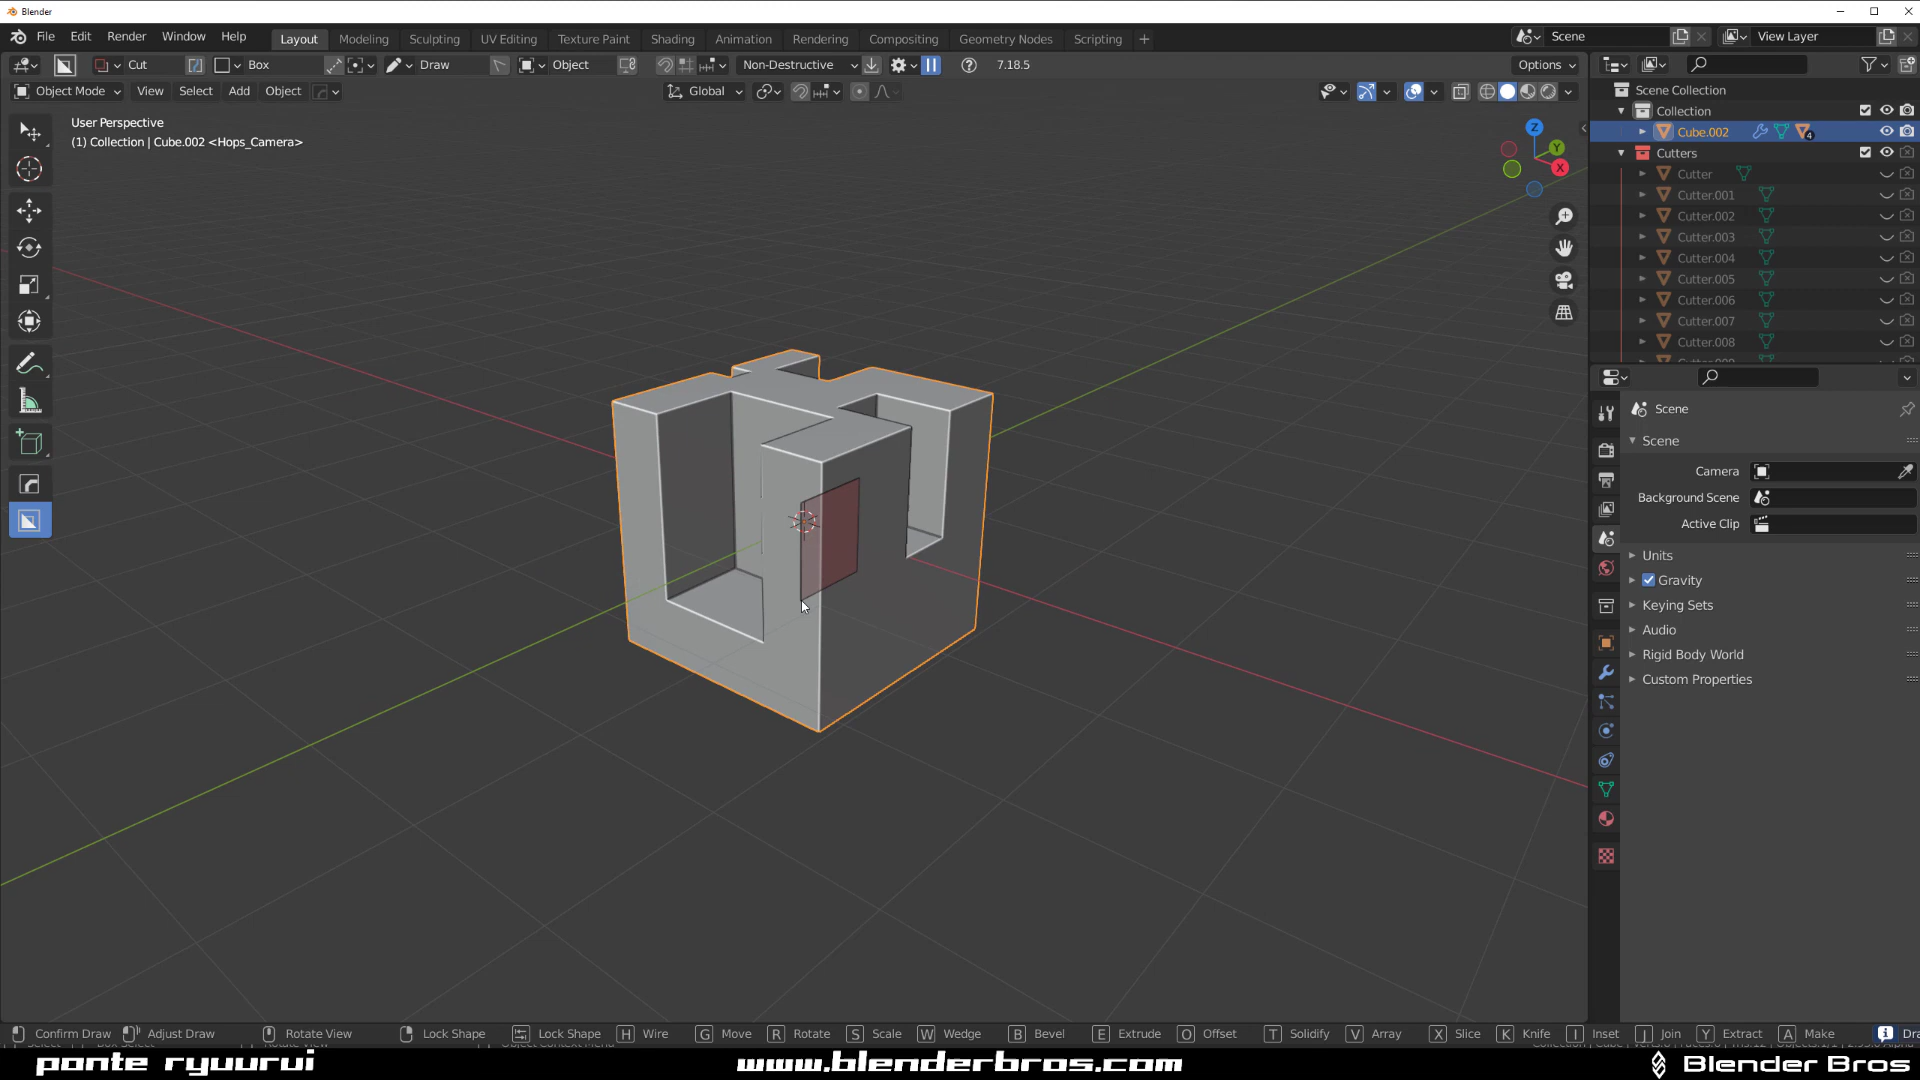 Blender
File Edit Render Window Help Layout Modeling Sculpting UV Editing Texture Paint Shading Animation Rendering Compositing Geometry Nodes Scripting + Scene View Layer
Cut Box Draw Object Non-Destructive 7.18.5 Options
Object Mode View Select Add Object Global
User Perspective
(1) Collection | Cube.002 <Hops_Camera>
Z
Y
X
Scene Collection
Collection
Cube.002 4
Cutters
Cutter
Cutter.001
Cutter.002
Cutter.003
Cutter.004
Cutter.005
Cutter.006
Cutter.007
Cutter.008
Scene
Scene
Camera
Background Scene
Active Clip
Units
Gravity
Keying Sets
Audio
Rigid Body World
Custom Properties
Confirm Draw Adjust Draw Rotate View Lock Shape Lock Shape H Wire G Move R Rotate S Scale W Wedge B Bevel E Extrude O Offset T Solidify V Array X Slice K Knife I Inset J Join Y Extract A Make Dra
ponte ryuurui www.blenderbros.com Blender Bros